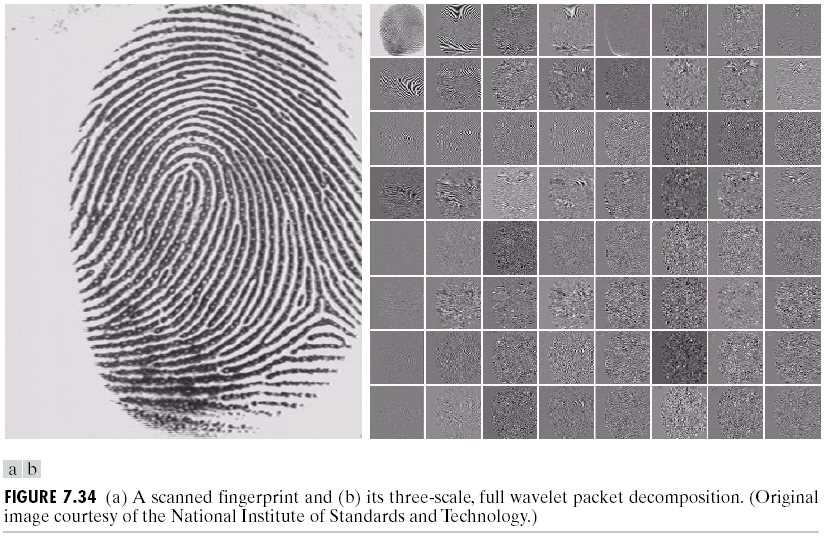 a b
FIGURE 7.34 (a) A scanned fingerprint and (b) its three-scale, full wavelet packet decomposition. (Original
image courtesy of the National Institute of Standards and Technology.)